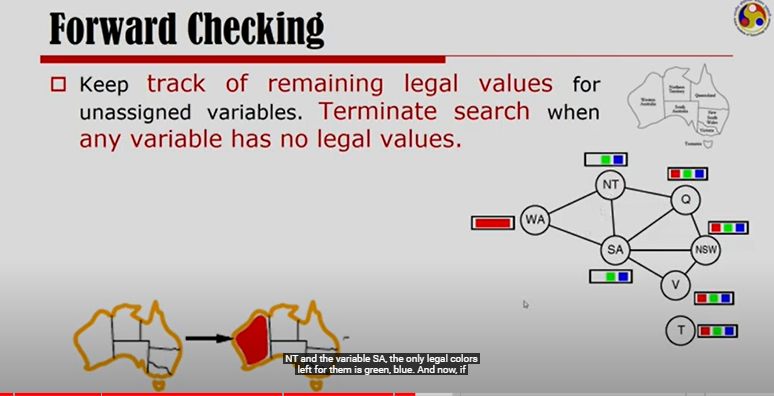 Forward Checking
Keep track of remaining legal values for
unassigned variables. Terminate search when
any variable has no legal values.
Western
Australia
Northern
Territory
Queensland
South
Australia
New
South
Wales
Victoria
Tasmania
NT
Q
WA
SA
NSW
V
T
NT and the variable SA, the only legal colors
left for them is green, blue. And now, if